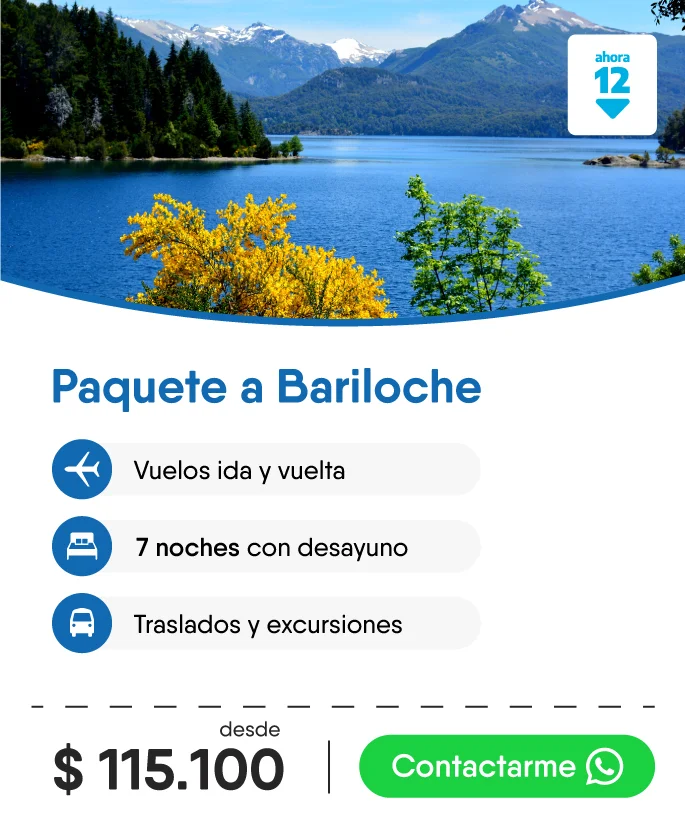 ahora
12
Paquete a Bariloche
Vuelos ida y vuelta
7 noches con desayuno
Traslados y excursiones
desde
$ 115.100
Contactarme